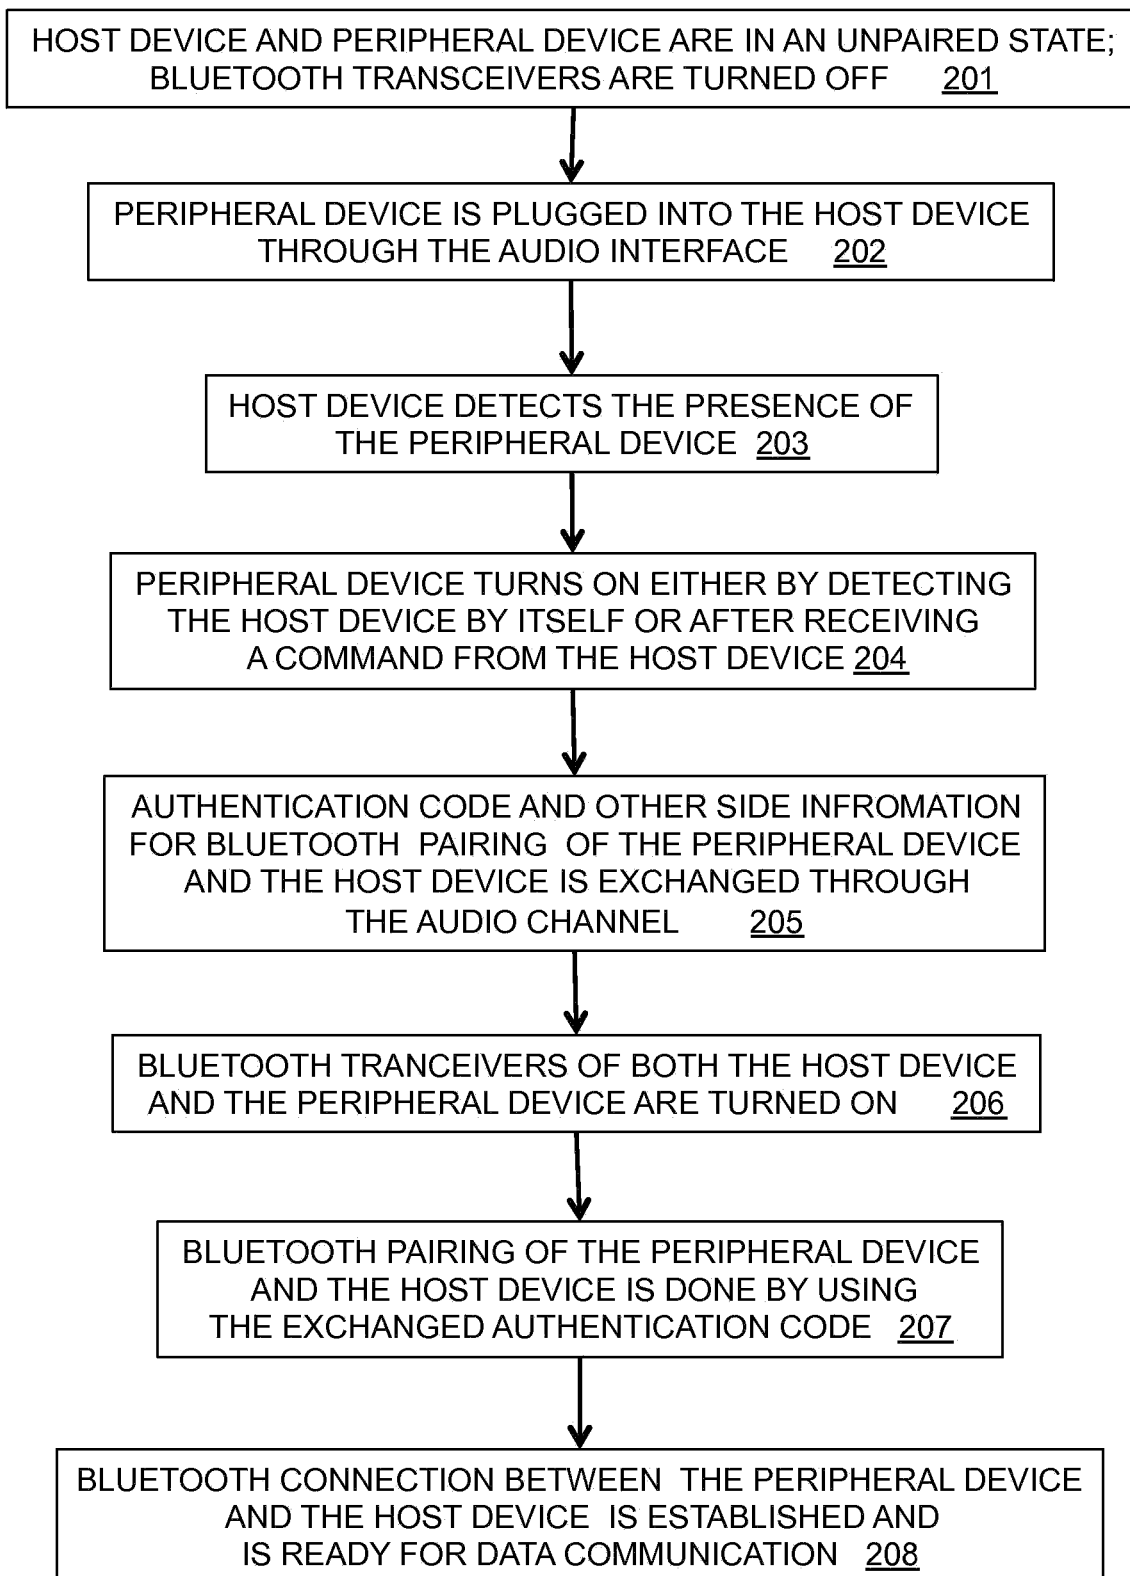 HOST DEVICE AND PERIPHERAL DEVICE ARE IN AN UNPAIRED STATE;
BLUETOOTH TRANSCEIVERS ARE TURNED OFF 201
PERIPHERAL DEVICE IS PLUGGED INTO THE HOST DEVICE
THROUGH THE AUDIO INTERFACE 202
HOST DEVICE DETECTS THE PRESENCE OF
THE PERIPHERAL DEVICE 203
PERIPHERAL DEVICE TURNS ON EITHER BY DETECTING
THE HOST DEVICE BY ITSELF OR AFTER RECEIVING
A COMMAND FROM THE HOST DEVICE 204
AUTHENTICATION CODE AND OTHER SIDE INFROMATION
FOR BLUETOOTH PAIRING OF THE PERIPHERAL DEVICE
AND THE HOST DEVICE IS EXCHANGED THROUGH
THE AUDIO CHANNEL 205
BLUETOOTH TRANCEIVERS OF BOTH THE HOST DEVICE
AND THE PERIPHERAL DEVICE ARE TURNED ON 206
BLUETOOTH PAIRING OF THE PERIPHERAL DEVICE
AND THE HOST DEVICE IS DONE BY USING
THE EXCHANGED AUTHENTICATION CODE 207
BLUETOOTH CONNECTION BETWEEN THE PERIPHERAL DEVICE
AND THE HOST DEVICE IS ESTABLISHED AND
IS READY FOR DATA COMMUNICATION 208